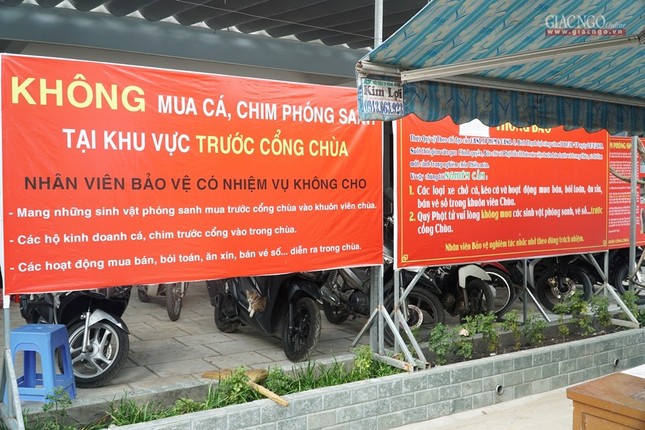 GIÁC NGỘ Online
www.giacngo.vn
KHÔNG MUA CÁ, CHIM PHÓNG SANH
TẠI KHU VỰC TRƯỚC CỔNG CHÙA
NHÂN VIÊN BẢO VỆ CÓ NHIỆM VỤ KHÔNG CHO
- Mang những sinh vật phóng sanh mua trước cổng chùa vào khuôn viên chùa.
- Các hộ kinh doanh cá, chim trước cổng vào trong chùa.
- Các hoạt động mua bán, bói toán, ăn xin, bán vé số... diễn ra trong chùa.
Kim Lợi
THÔNG BÁO
NGHIÊM CẤM:
1. Các loại xe chở cá, kéo cá và hoạt động mua bán, bói toán, ăn xin,
bán vé số trong khuôn viên Chùa.
2. Quý Phật tử vui lòng không mua các sinh vật phóng sanh, vé số...trước
cổng Chùa.
Nhân viên Bảo vệ nghiêm túc nhắc nhở theo đúng trách nhiệm.